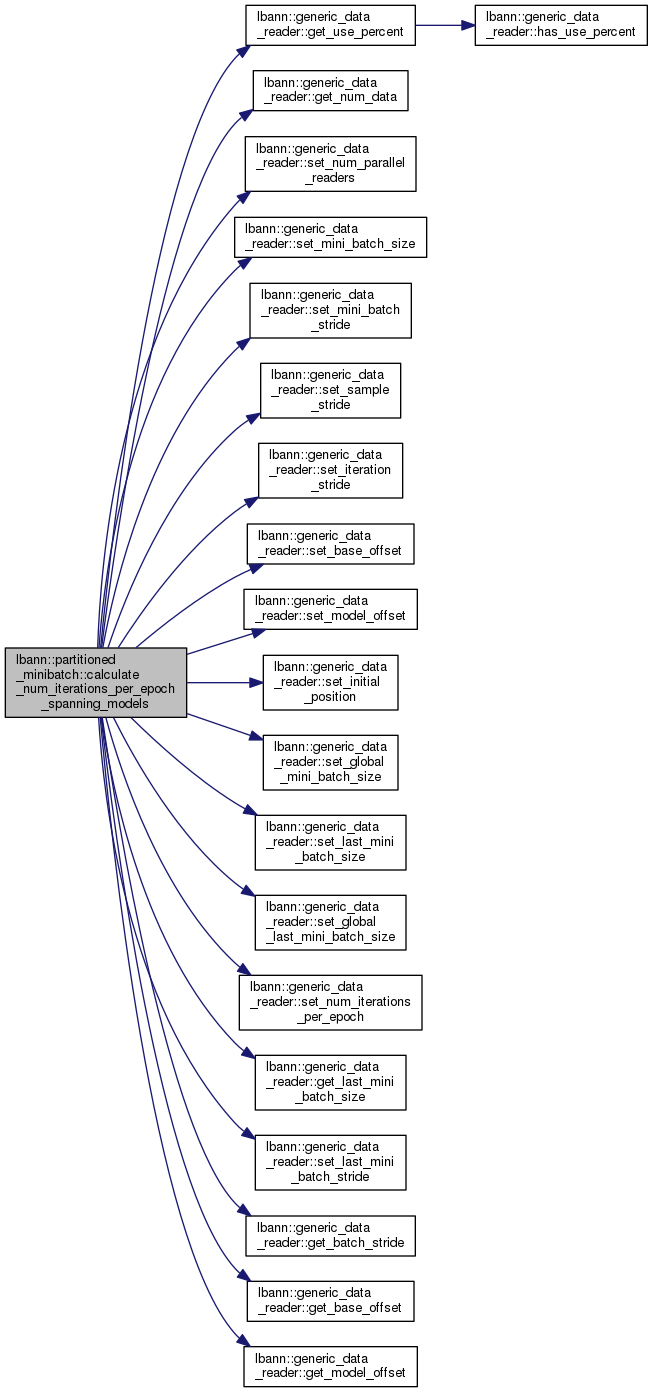 lbann::generic_data
_reader::get_use_percent
lbann::generic_data
_reader::has_use_percent
lbann::generic_data
_reader::get_num_data
lbann::generic_data
_reader::set_num_parallel
_readers
lbann::generic_data
_reader::set_mini_batch_size
lbann::generic_data
_reader::set_mini_batch
_stride
lbann::generic_data
_reader::set_sample
_stride
lbann::generic_data
_reader::set_iteration
_stride
lbann::generic_data
_reader::set_base_offset
lbann::generic_data
_reader::set_model_offset
lbann::partitioned
_minibatch::calculate
_num_iterations_per_epoch
_spanning_models
lbann::generic_data
_reader::set_initial
_position
lbann::generic_data
_reader::set_global
_mini_batch_size
lbann::generic_data
_reader::set_last_mini
_batch_size
lbann::generic_data
_reader::set_global
_last_mini_batch_size
lbann::generic_data
_reader::set_num_iterations
_per_epoch
lbann::generic_data
_reader::get_last_mini
_batch_size
lbann::generic_data
_reader::set_last_mini
_batch_stride
lbann::generic_data
_reader::get_batch_stride
lbann::generic_data
_reader::get_base_offset
lbann::generic_data
_reader::get_model_offset